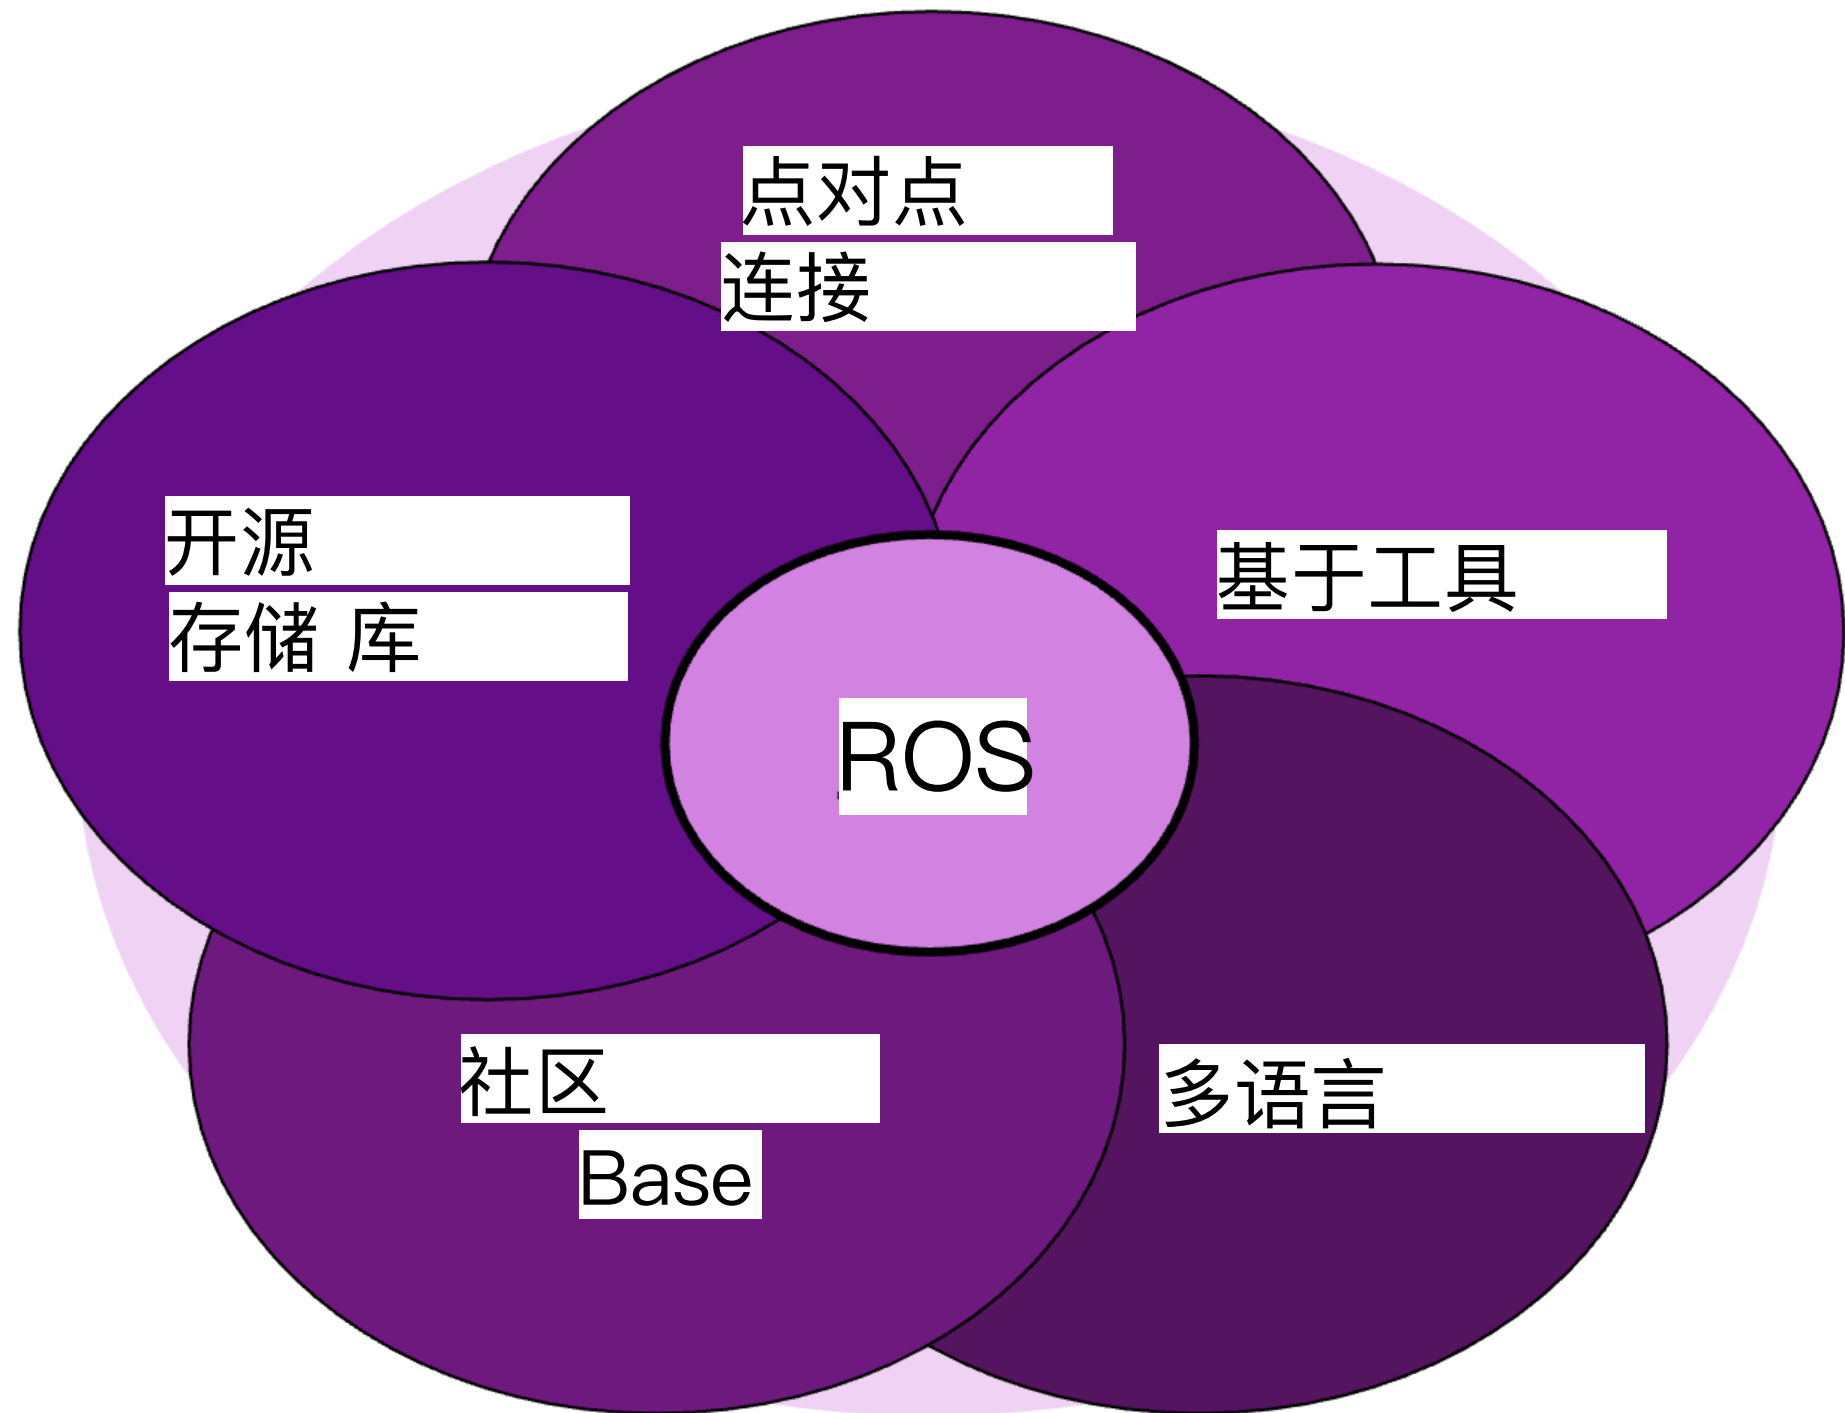 点对点
连接
开源
存储 库
基于工具
ROS
社区
Base
多语言